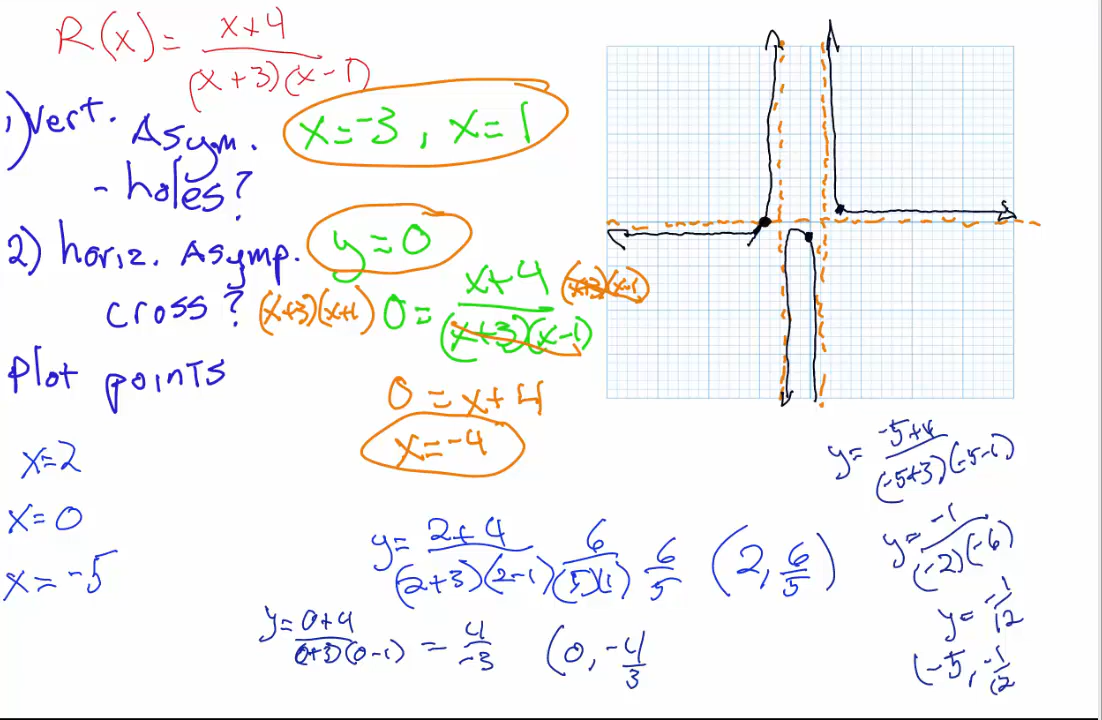 R(x) = x+4 / (x+3)(x-1)
1) Vert. Asym. x=-3, x=1
- holes?
2) horiz. Asymp. y=0
cross? (x+3)(x+1) 0 = x+4 / (x+3)(x-1) (x+3)(x-1)
0 = x+4
x=-4
Plot points
x=2
x=0
x=-5
y= 2+4 / (2+3)(2-1) 6 / (5)(1) 6/5 (2, 6/5)
y= 0+4 / (0+3)(0-1) = 4/-3 (0, -4/3
y= -5+4 / (-5+3)(-5-1)
y= -1 / (-2)(-6)
y= -1/12
(-5, -1/12